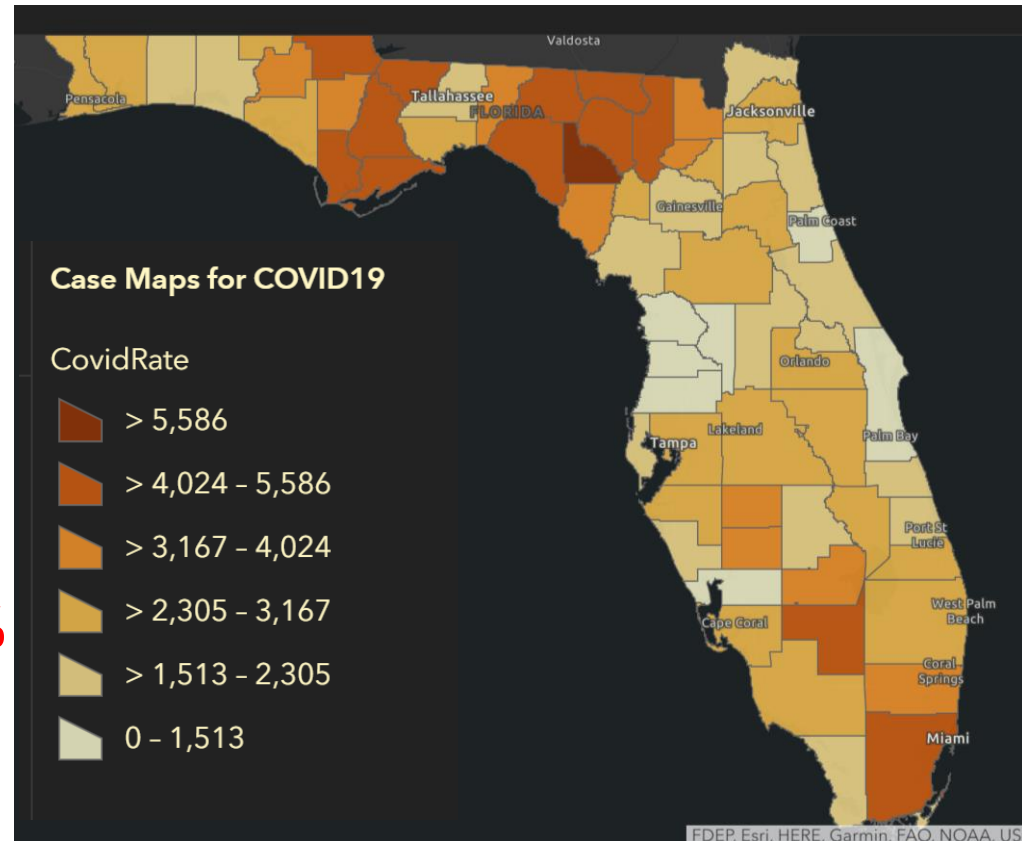 Valdosta
Pensacola
Tallahassee
FLORIDA
Jacksonville
Gainesville
Palm Coast
Orlando
Lakeland
Tampa
Palm Bay
Port St
Lucie
West Palm
Beach
Cape Coral
Coral
Springs
Miami
Case Maps for COVID19
CovidRate
> 5,586
> 4,024 – 5,586
> 3,167 – 4,024
> 2,305 – 3,167
> 1,513 – 2,305
0 – 1,513
FDEP, Esri, HERE, Garmin, FAO, NOAA, US